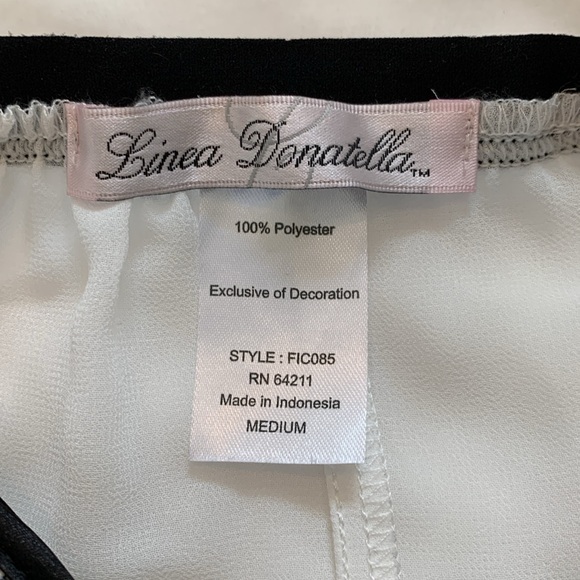 Linea Donatella™
100% Polyester
Exclusive of Decoration
STYLE : FIC085
RN 64211
Made in Indonesia
MEDIUM